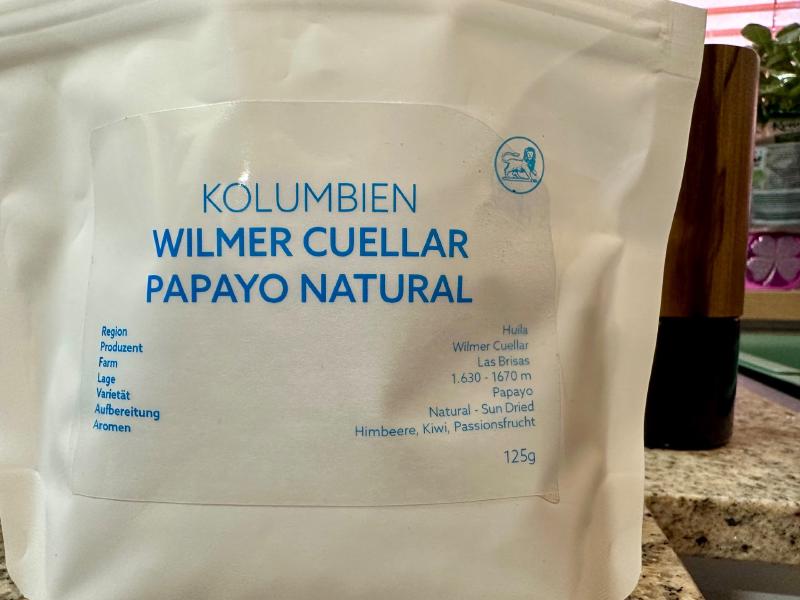 KOLUMBIEN
WILMER CUELLAR
PAPAYO NATURAL
Region Huila
Produzent Wilmer Cuellar
Farm Las Brisas
Lage 1.630 - 1670 m
Varietät Papayo
Aufbereitung Natural - Sun Dried
Aromen Himbeere, Kiwi, Passionsfrucht
125g